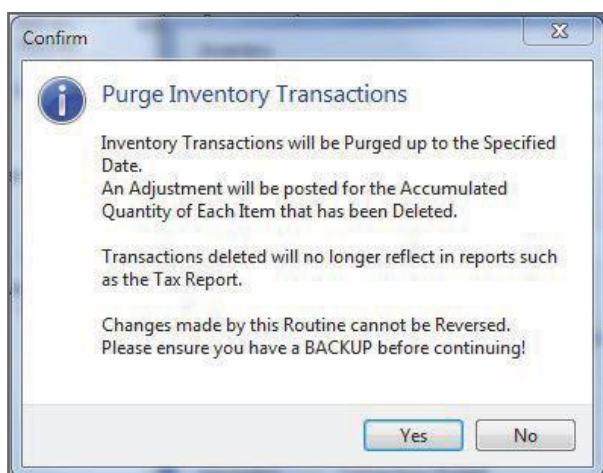 Confirm
Purge Inventory Transactions
Inventory Transactions will be Purged up to the Specified
Date.
An Adjustment will be posted for the Accumulated
Quantity of Each Item that has been Deleted.
Transactions deleted will no longer reflect in reports such
as the Tax Report.
Changes made by this Routine cannot be Reversed.
Please ensure you have a BACKUP before continuing!
Yes
No